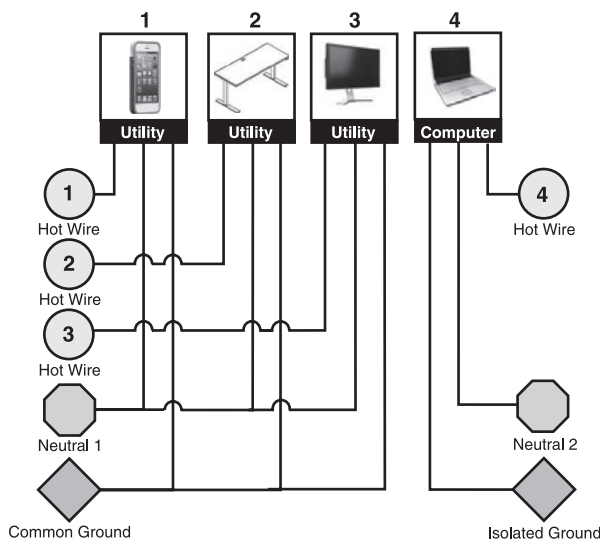 1 2 3 4
Utility Utility Utility Computer
1 4
Hot Wire Hot Wire
2
Hot Wire
3
Hot Wire
Neutral 1 Neutral 2
Common Ground Isolated Ground